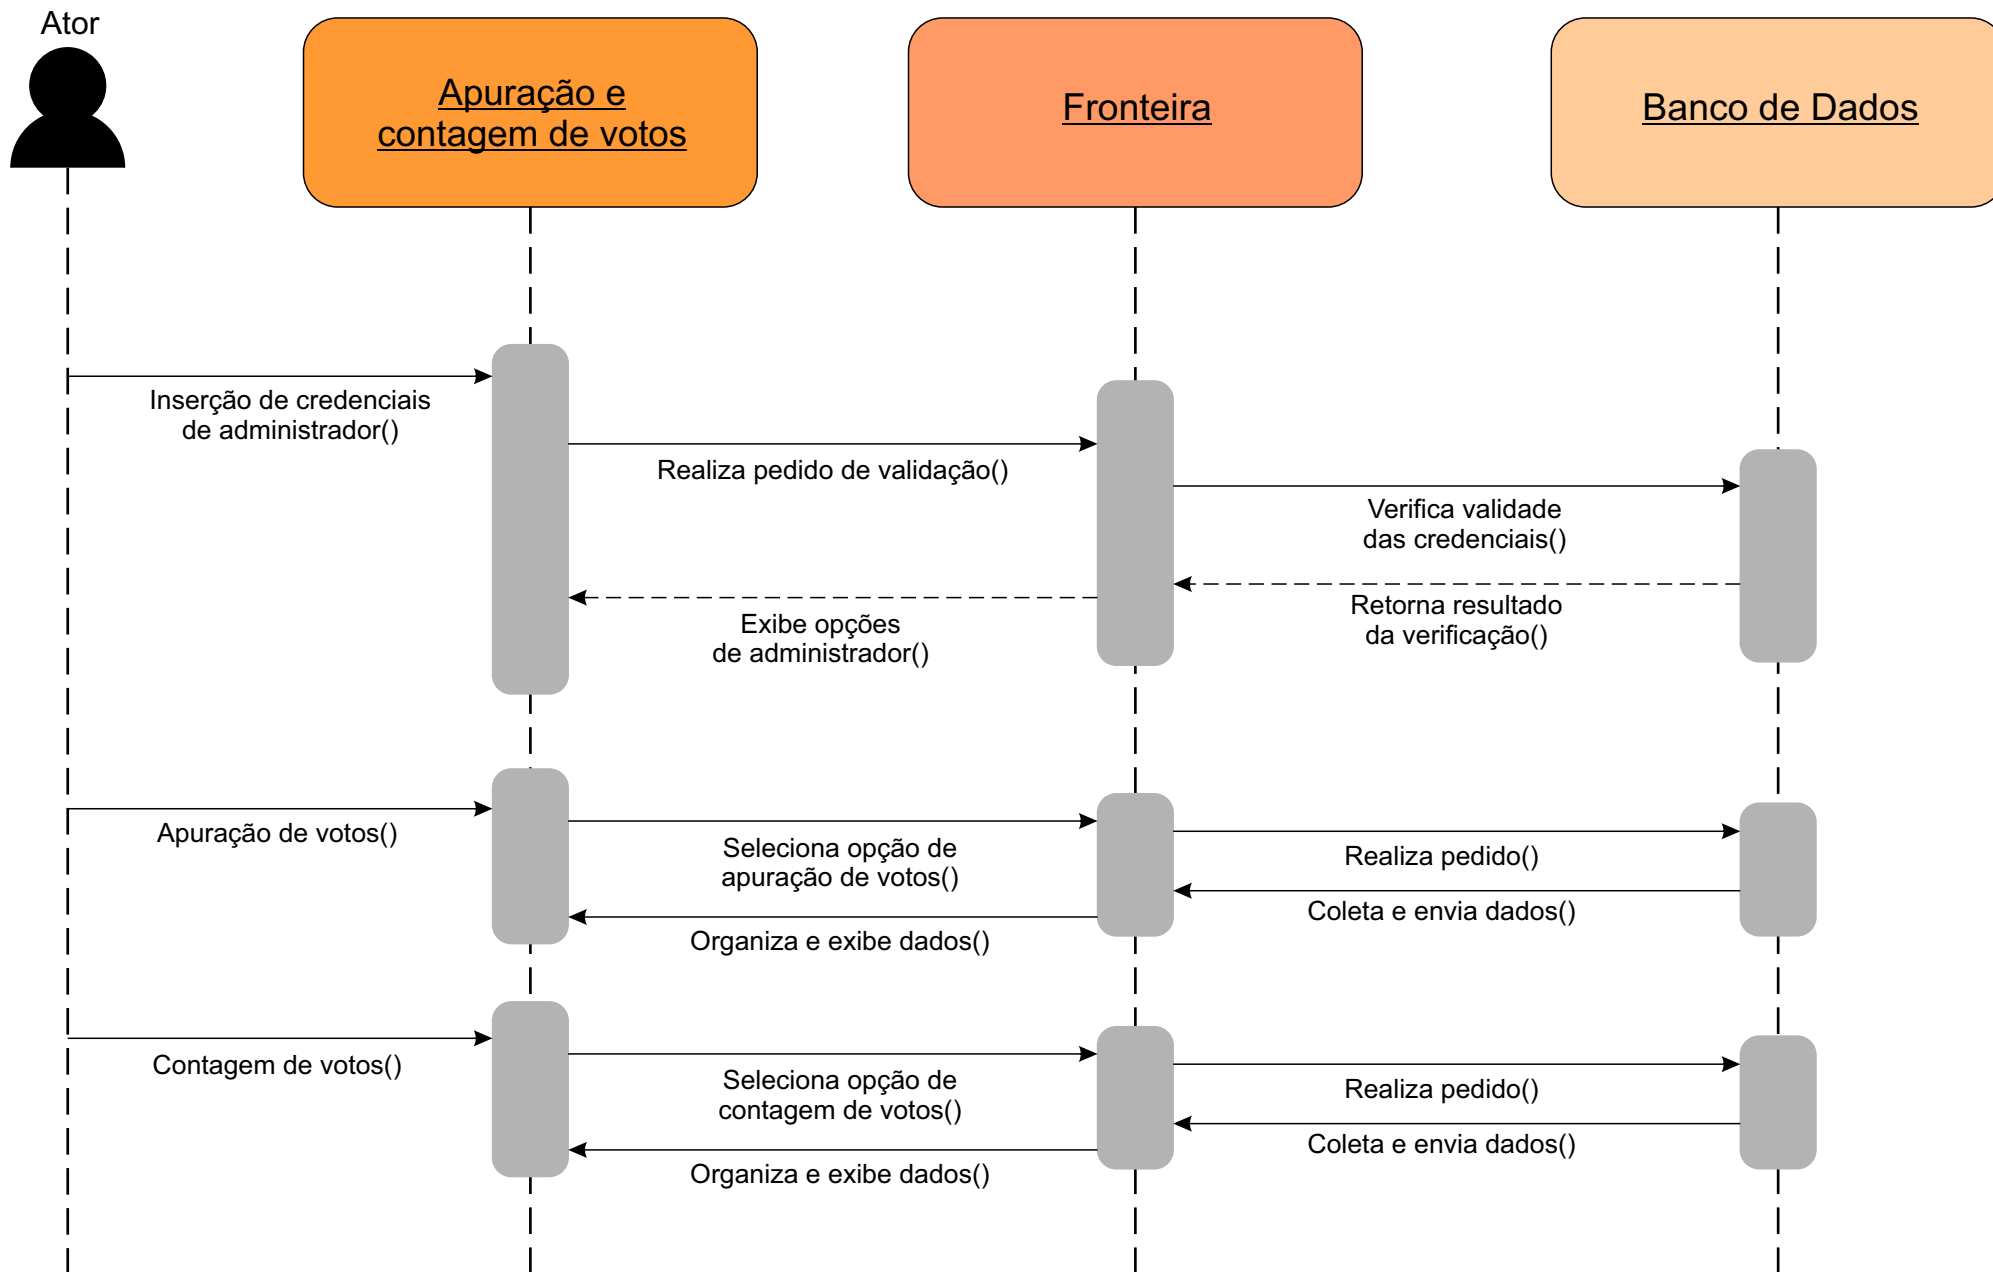 Ator
Apuração e
contagem de votos
Fronteira
Banco de Dados
Inserção de credenciais
de administrador()
Realiza pedido de validação()
Verifica validade
das credenciais()
Retorna resultado
da verificação()
Exibe opções
de administrador()
Apuração de votos()
Seleciona opção de
apuração de votos()
Realiza pedido()
Coleta e envia dados()
Organiza e exibe dados()
Contagem de votos()
Seleciona opção de
contagem de votos()
Realiza pedido()
Coleta e envia dados()
Organiza e exibe dados()